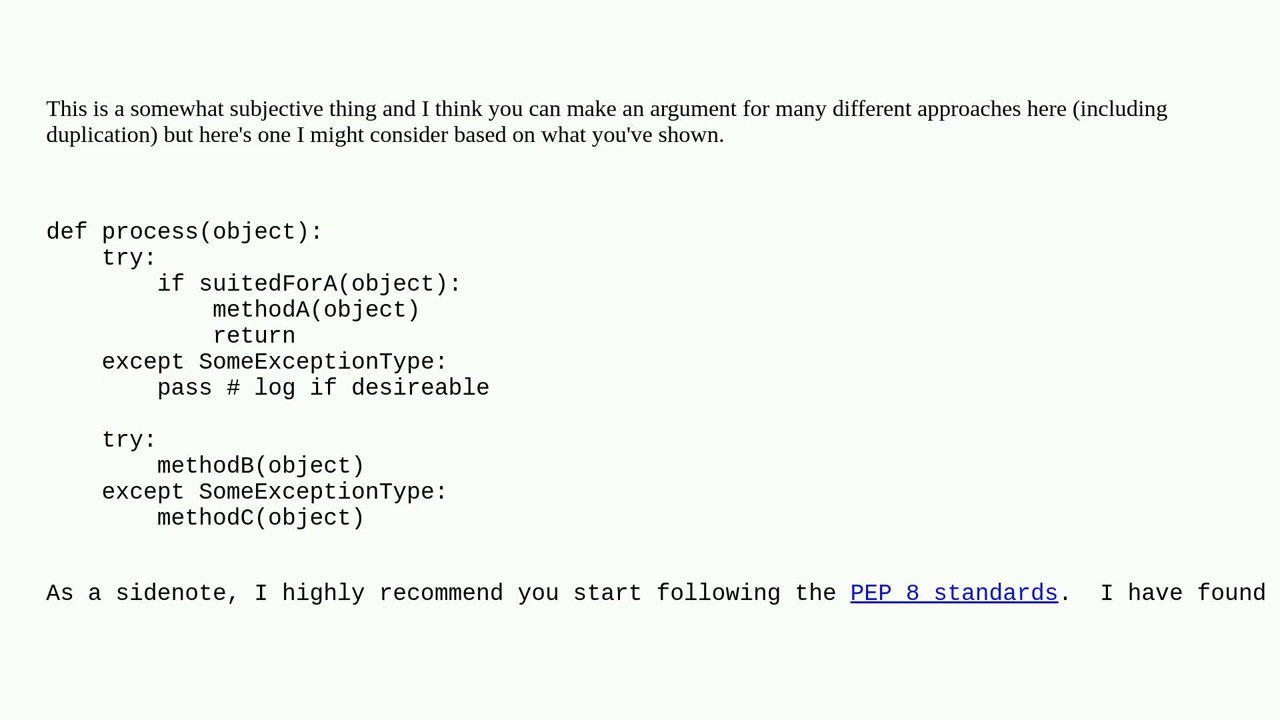 This is a somewhat subjective thing and I think you can make an argument for many different approaches here (including
duplication) but here's one I might consider based on what you've shown.
def process(object):
    try:
        if suitedForA(object):
            methodA(object)
            return
    except SomeExceptionType:
        pass # log if desireable

    try:
        methodB(object)
    except SomeExceptionType:
        methodC(object)
As a sidenote, I highly recommend you start following the PEP 8 standards.  I have found